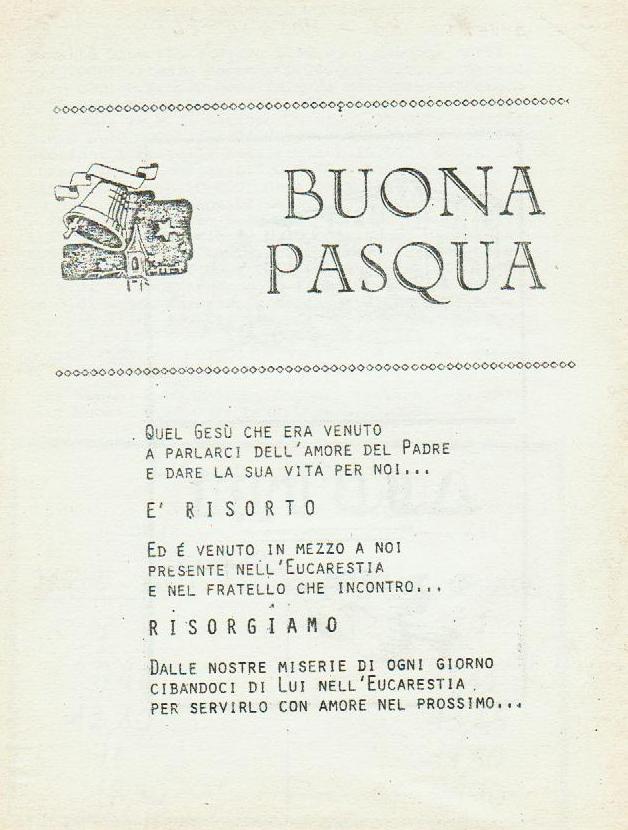 BUONA
PASQUA
QUEL GESÙ CHE ERA VENUTO
A PARLARCI DELL'AMORE DEL PADRE
E DARE LA SUA VITA PER NOI...
E' RISORTO
ED É VENUTO IN MEZZO A NOI
PRESENTE NELL'EUCARESTIA
E NEL FRATELLO CHE INCONTRO...
RISORGIAMO
DALLE NOSTRE MISERIE DI OGNI GIORNO
CIBANDOCI DI LUI NELL'EUCARESTIA
PER SERVIRLO CON AMORE NEL PROSSIMO...